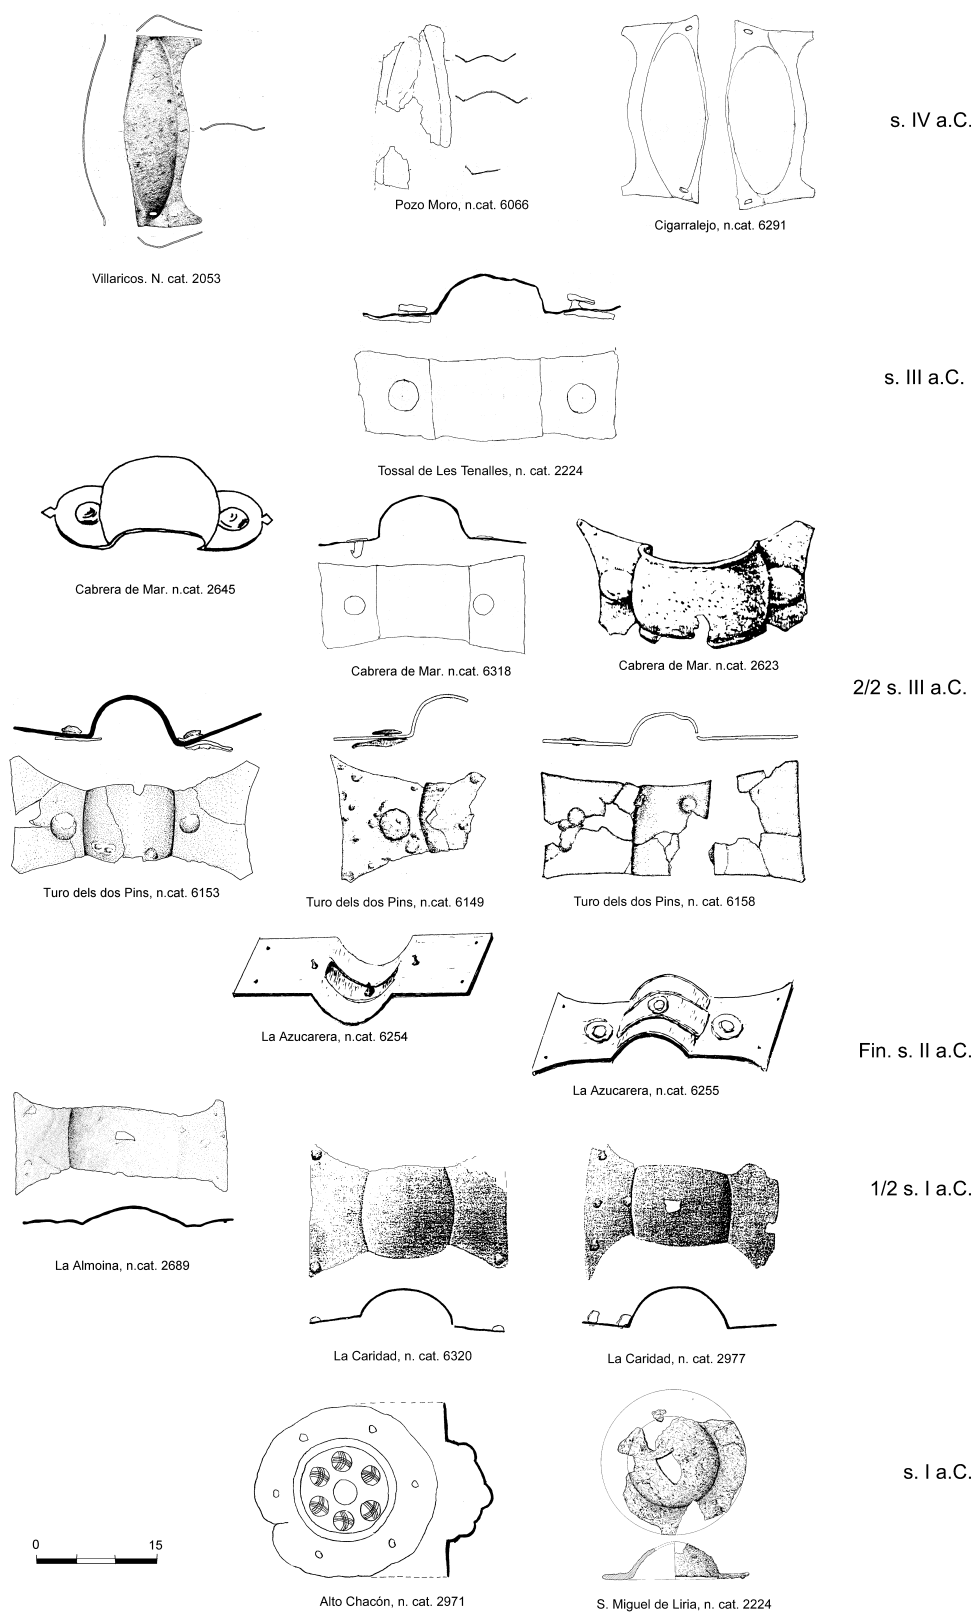 s. IV a.C.
Pozo Moro, n.cat. 6066
Cigarralejo, n.cat. 6291
Villaricos. N. cat. 2053
s. III a.C.
Tossal de Les Tenalles, n. cat. 2224
Cabrera de Mar. n.cat. 2645
Cabrera de Mar. n.cat. 6318
Cabrera de Mar. n.cat. 2623
2/2 s. III a.C.
Turo dels dos Pins, n.cat. 6153
Turo dels dos Pins, n.cat. 6149
Turo dels dos Pins, n. cat. 6158
La Azucarera, n.cat. 6254
Fin. s. II a.C.
La Azucarera, n.cat. 6255
1/2 s. I a.C.
La Almoina, n.cat. 2689
La Caridad, n. cat. 6320
La Caridad, n. cat. 2977
s. I a.C.
0 15
Alto Chacón, n. cat. 2971
S. Miguel de Liria, n. cat. 2224